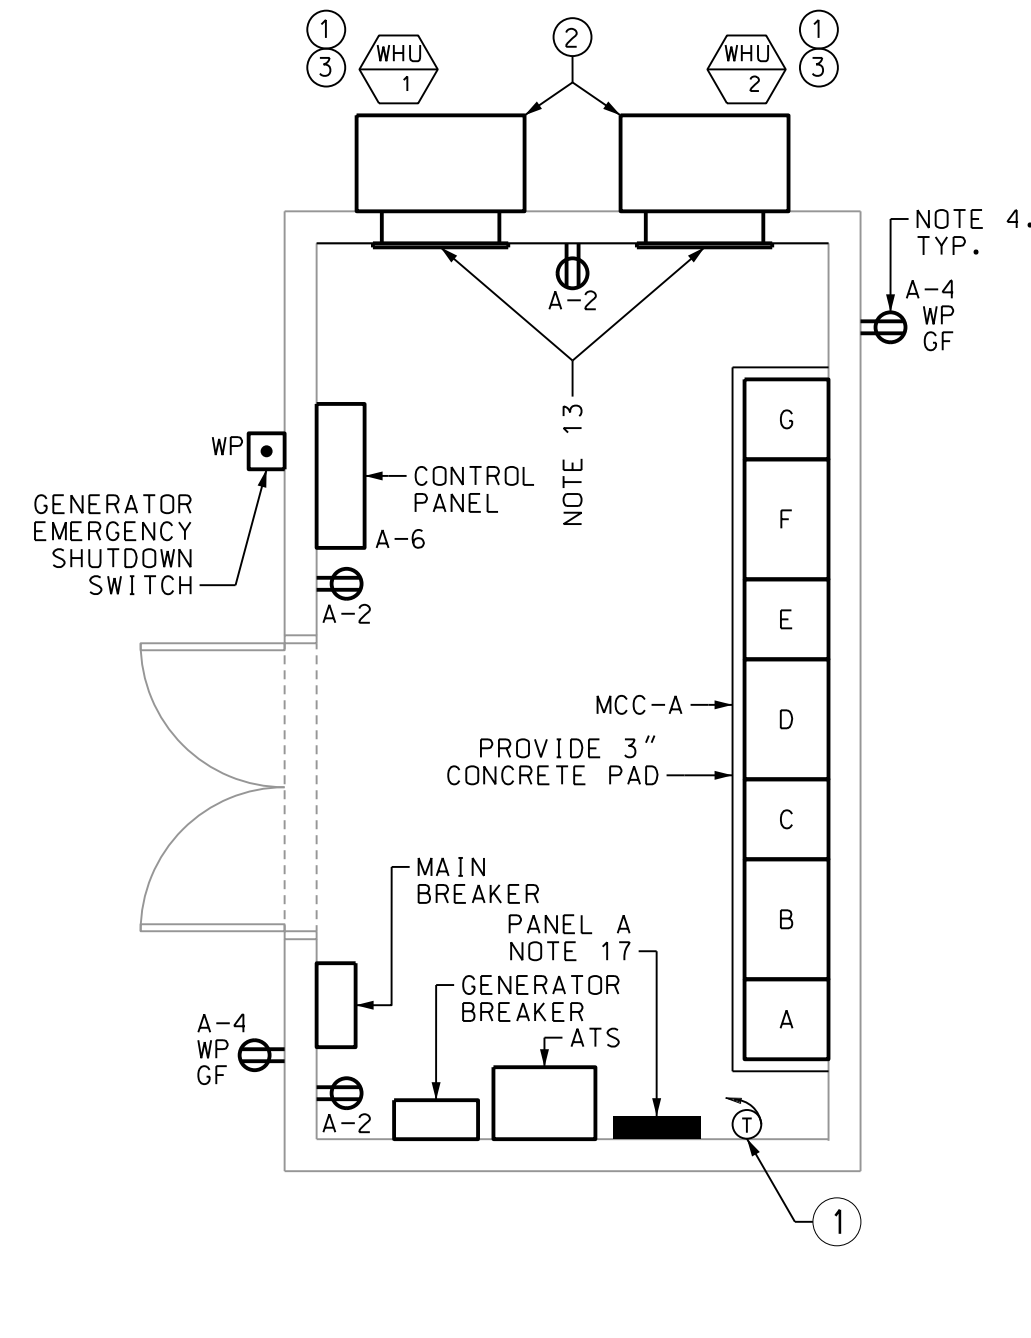 1
3
WHU
1
2
WHU
2
1
3
NOTE 4.
TYP.
A-4
WP
GF
A-2
NOTE 13
G
WP
CONTROL
PANEL
GENERATOR
EMERGENCY
SHUTDOWN
SWITCH
A-6
F
A-2
E
MCC-A
D
PROVIDE 3"
CONCRETE PAD
C
MAIN
BREAKER
PANEL A
NOTE 17
B
GENERATOR
BREAKER
ATS
A
A-4
WP
GF
A-2
T
1